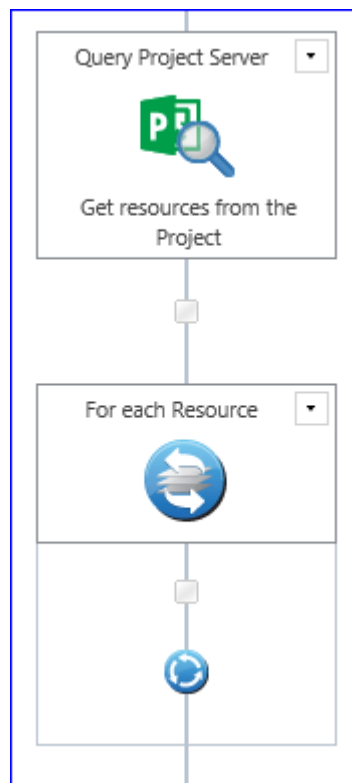 Query Project Server
P
Get resources from the
Project
For each Resource